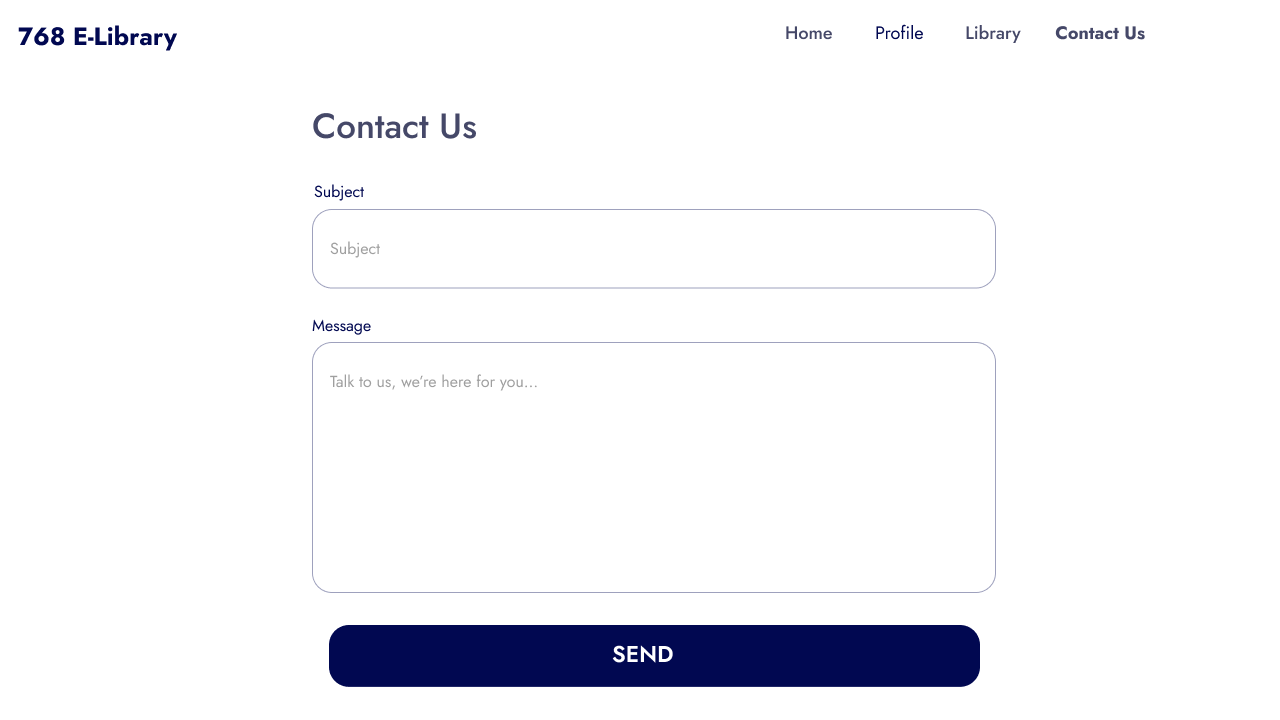 768 E-Library
Home Profile Library Contact Us
Contact Us
Subject
Subject
Message
Talk to us, we're here for you...
SEND